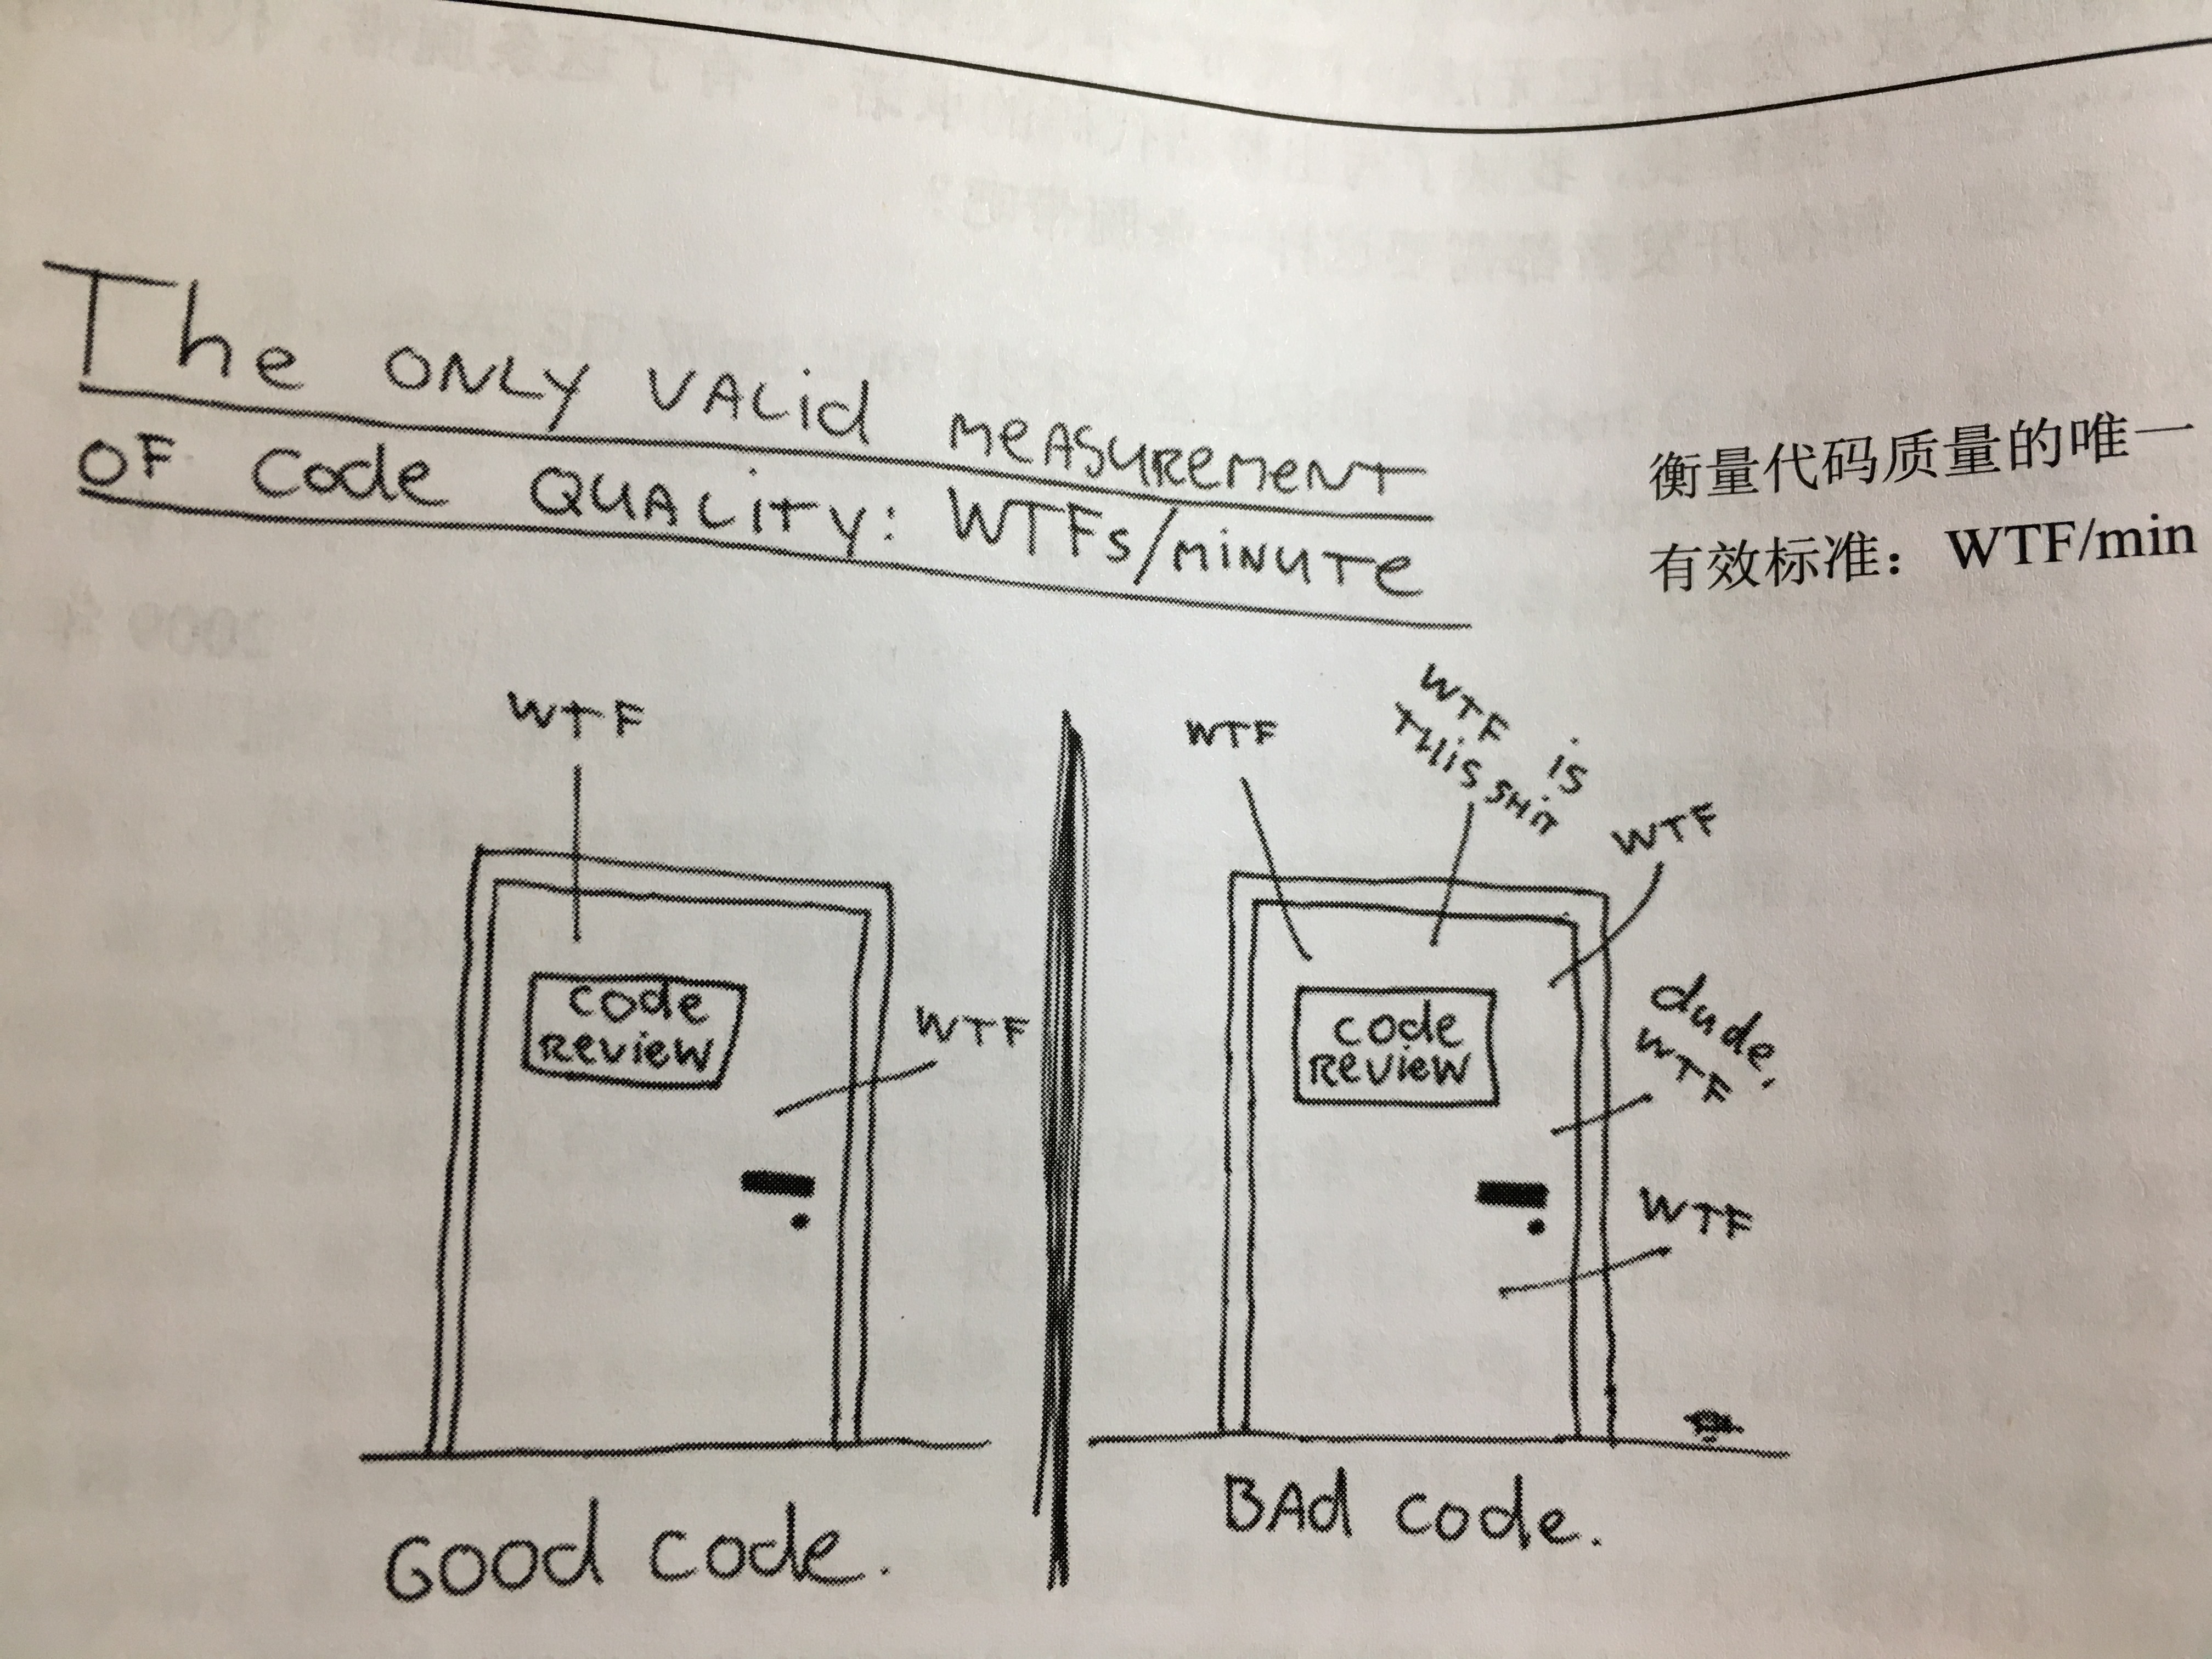 The ONLY VALid MEASUREMENT
OF Code QUALiTY: WTFs/MiNUTE
衡量代码质量的唯一
有效标准：WTF/min
WTF
code
REVIEW
WTF
Good code.
WTF
WTF is
THIS SHIT
WTF
code
REVIEW
dude.
WTF
WTF
BAd code.